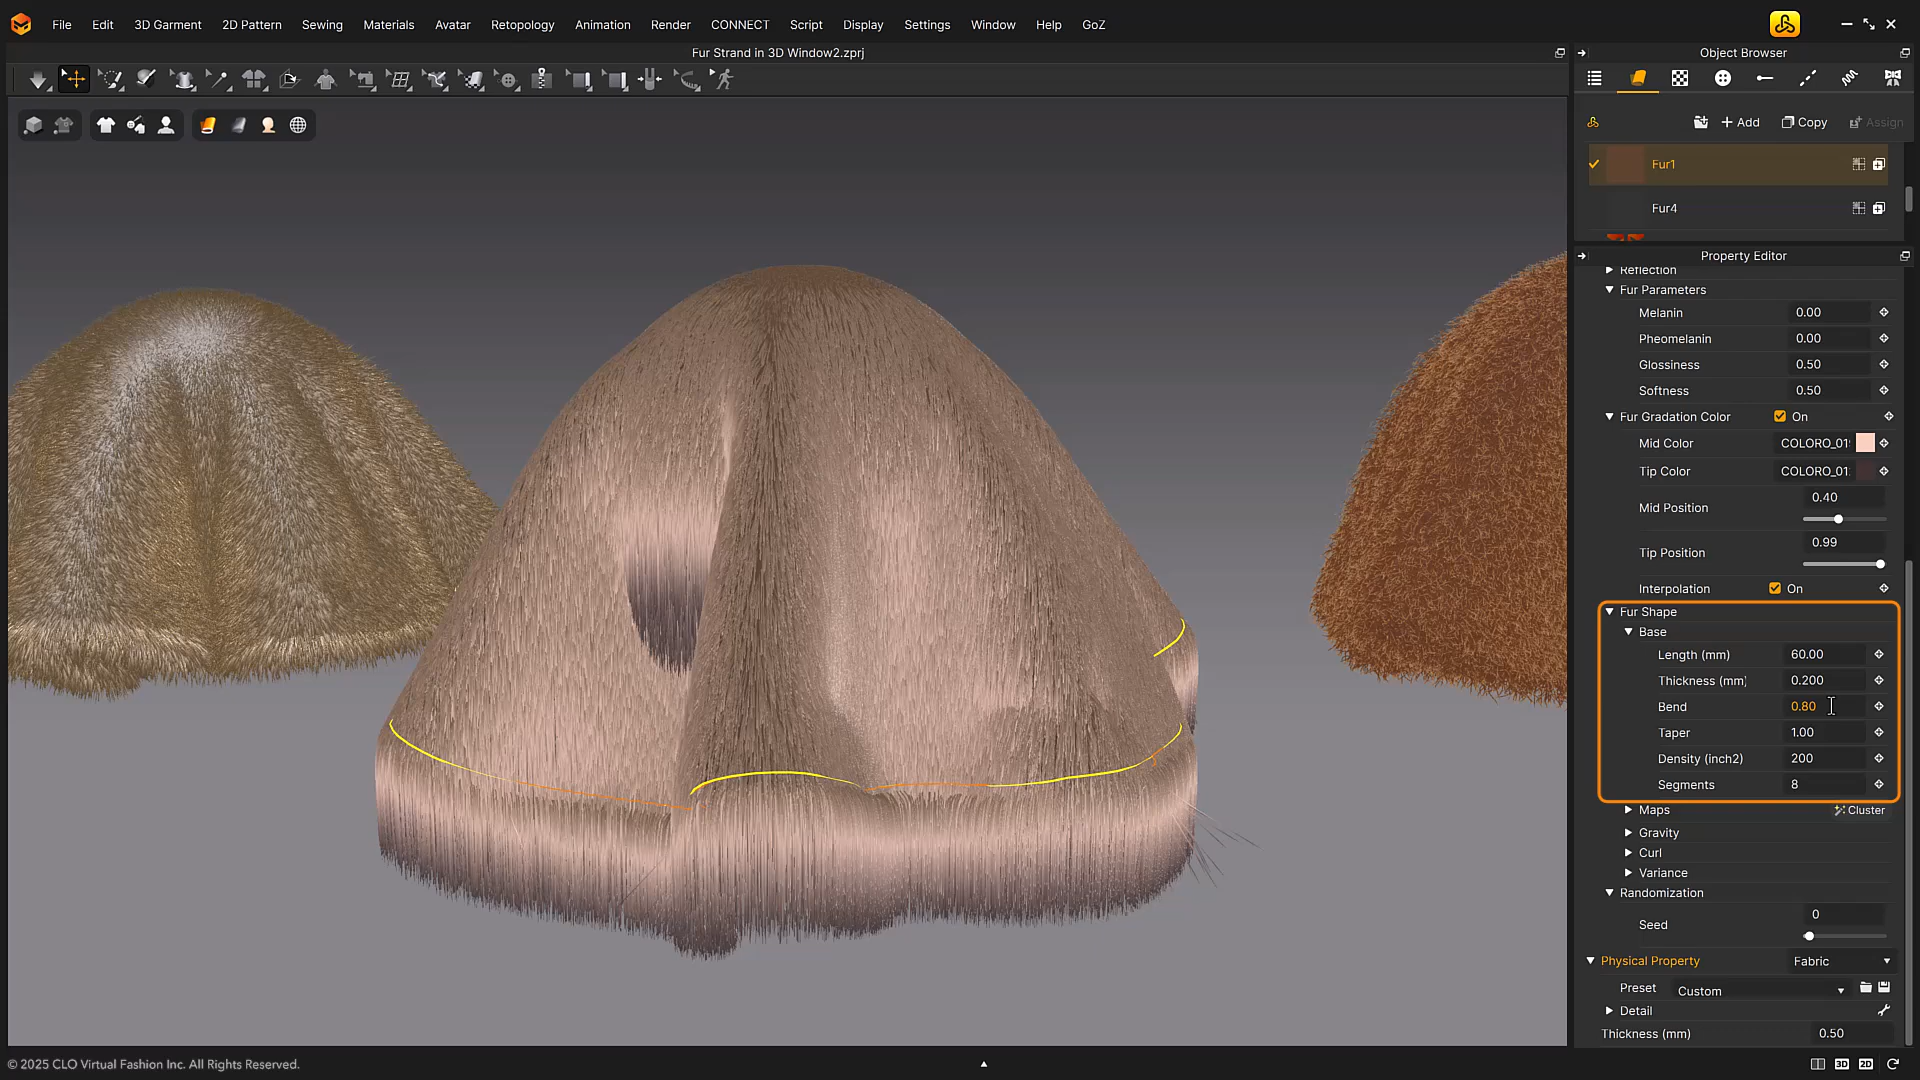 File Edit 3D Garment 2D Pattern Sewing Materials Avatar Retopology Animation Render CONNECT Script Display Settings Window Help GoZ
Fur Strand in 3D Window2.zprj
Object Browser
+ Add Copy Assign
Fur1
Fur4
Property Editor
Reflection
Fur Parameters
Melanin 0.00
Pheomelanin 0.00
Glossiness 0.50
Softness 0.50
Fur Gradation Color On
Mid Color COLORO_01
Tip Color COLORO_01
Mid Position 0.40
Tip Position 0.99
Interpolation On
Fur Shape
Base
Length (mm) 60.00
Thickness (mm) 0.200
Bend 0.80
Taper 1.00
Density (inch2) 200
Segments 8
Maps Cluster
Gravity
Curl
Variance
Randomization
Seed 0
Physical Property Fabric
Preset Custom
Detail
Thickness (mm) 0.50
© 2025 CLO Virtual Fashion Inc. All Rights Reserved.
3D 2D